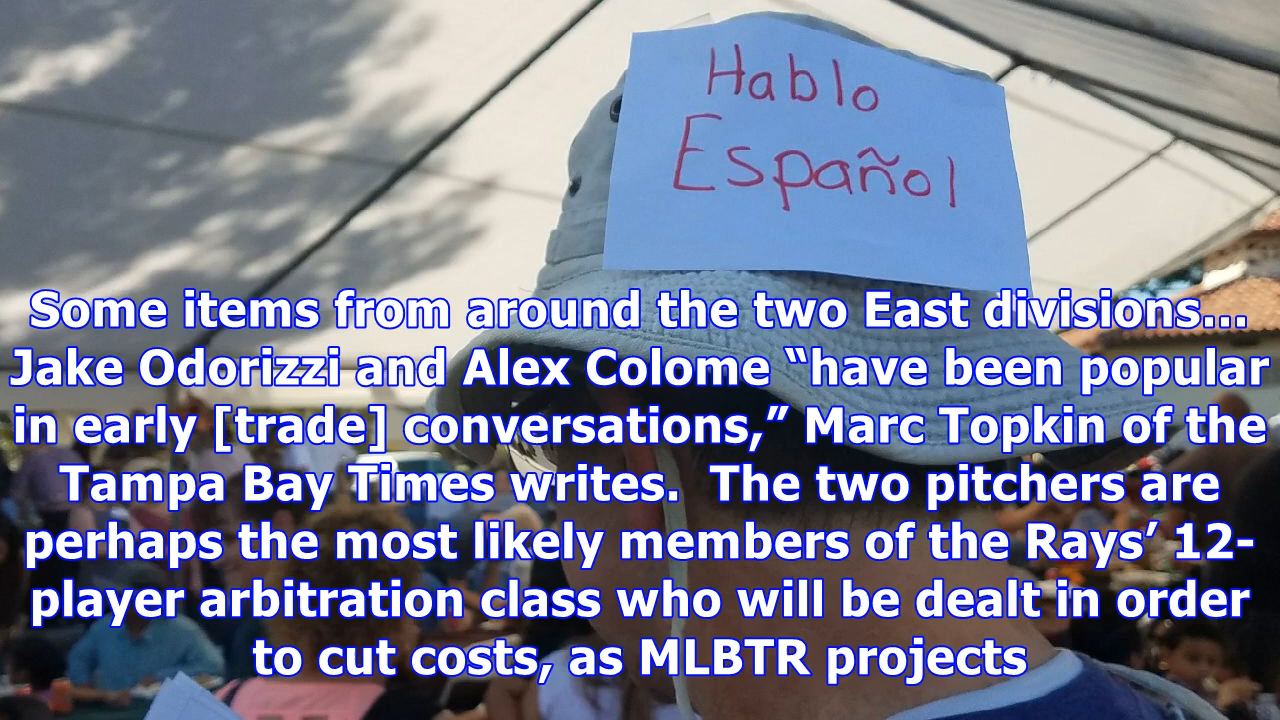 Hablo
Español
Some items from around the two East divisions...
Jake Odorizzi and Alex Colome “have been popular
in early [trade] conversations,” Marc Topkin of the
Tampa Bay Times writes.  The two pitchers are
perhaps the most likely members of the Rays’ 12-
player arbitration class who will be dealt in order
to cut costs, as MLBTR projects